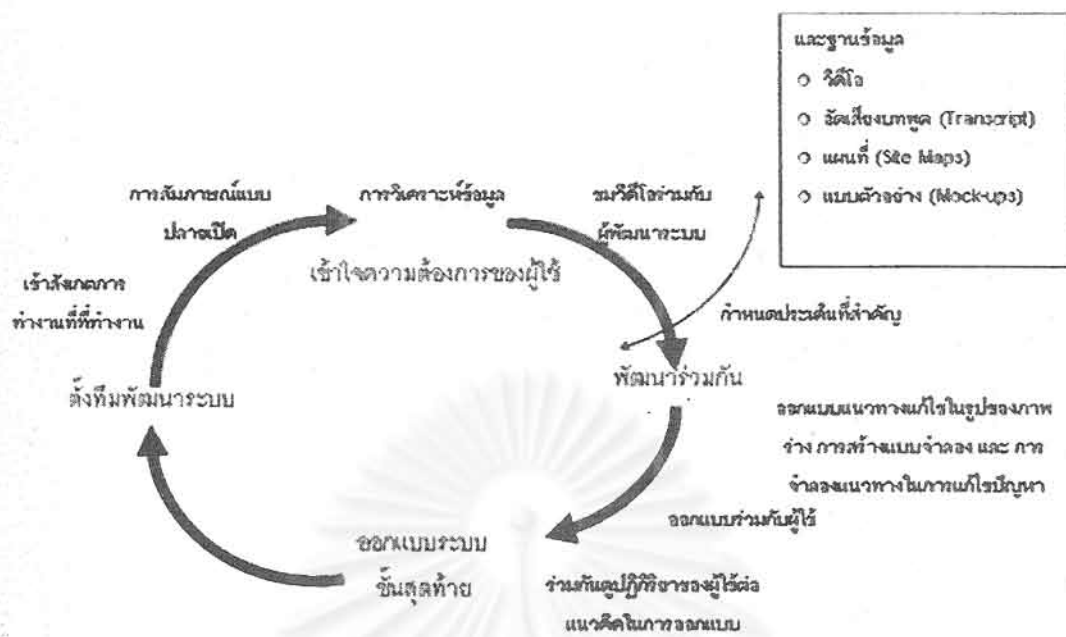 และฐานข้อมูล
วิดีโอ
อัดเสียงบทพูด (Transcript)
แผนที่ (Site Maps)
แบบตัวอย่าง (Mock-ups)
การสัมภาษณ์แบบ
ปลายเปิด
การวิเคราะห์ข้อมูล
ชมวิดีโอร่วมกับ
ผู้พัฒนาระบบ
เข้าใจความต้องการของผู้ใช้
เข้าสังเกตการ
ทำงานที่ที่ทำงาน
กำหนดประเด็นที่สำคัญ
ตั้งทีมพัฒนาระบบ
พัฒนาร่วมกัน
ออกแบบแนวทางแก้ไขในรูปของภาพ
ร่าง การสร้างแบบจำลอง และ การ
จำลองแนวทางในการแก้ไขปัญหา
ออกแบบร่วมกับผู้ใช้
ออกแบบระบบ
ขั้นสุดท้าย
ร่วมกันดูปฏิกิริยาของผู้ใช้ต่อ
แนวคิดในการออกแบบ